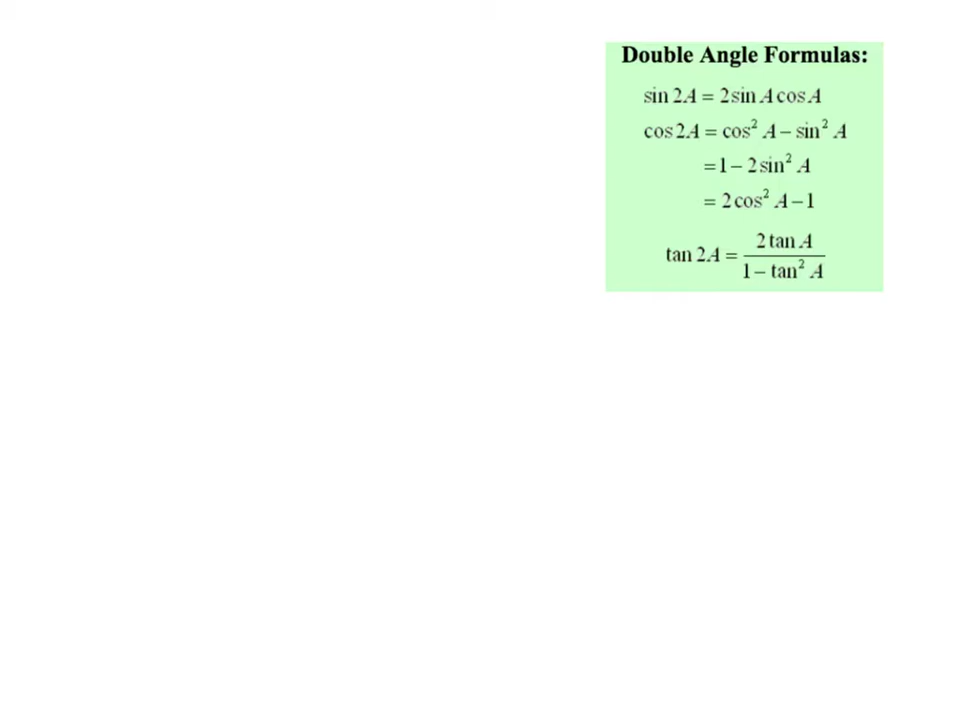 Double Angle Formulas:
sin 2A = 2 sin A cos A
cos 2A = cos² A − sin² A
= 1 − 2 sin² A
= 2 cos² A − 1
tan 2A = 2 tan A / 1 − tan² A